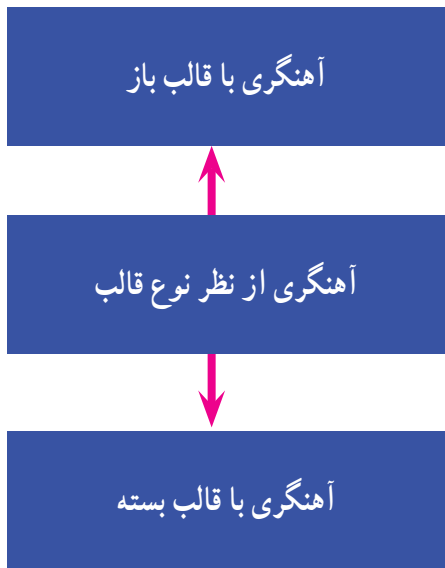 آهنگری با قالب باز
آهنگری از نظر نوع قالب
آهنگری با قالب بسته